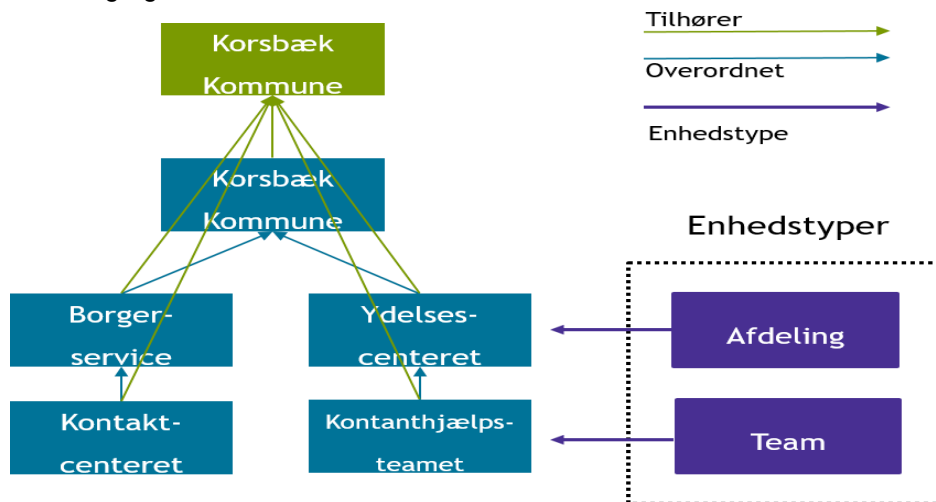 Korsbæk
Kommune
Tilhører
Overordnet
Enhedstype
Korsbæk
Kommune
Enhedstyper
Borger-
service
Ydelses-
centeret
Afdeling
Kontakt-
centeret
Kontanthjælps-
teamet
Team